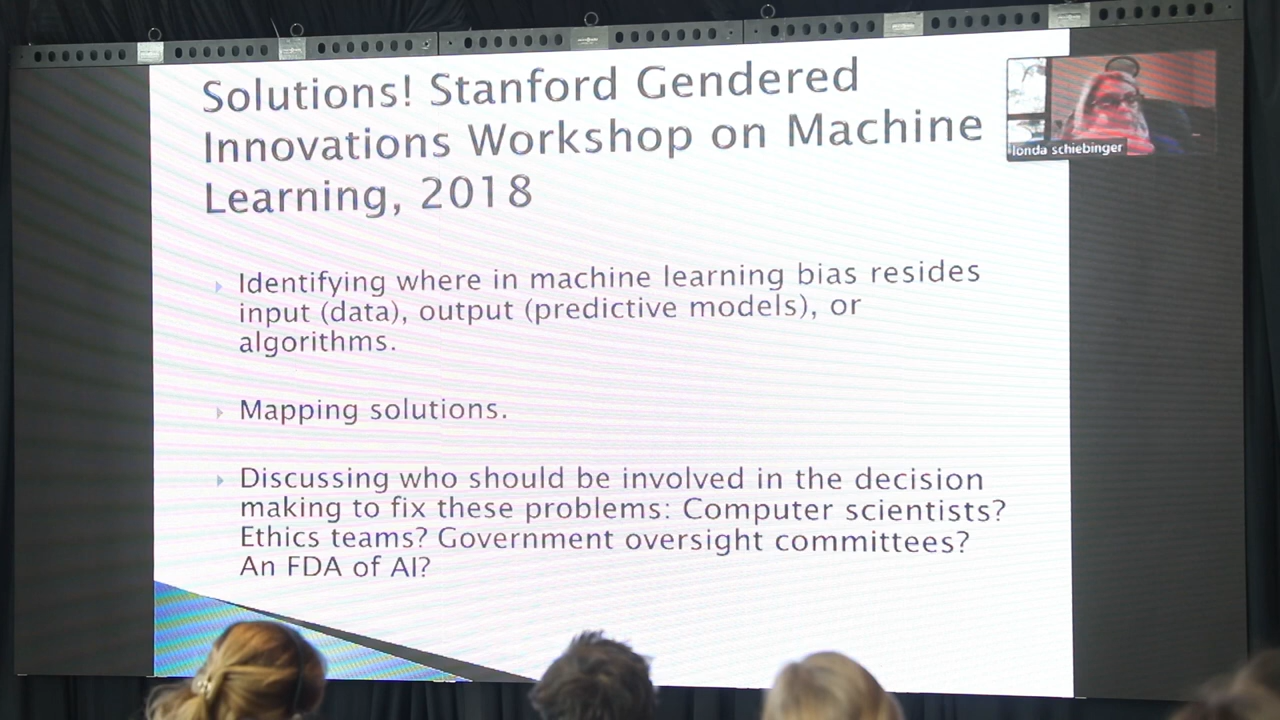 Solutions! Stanford Gendered
Innovations Workshop on Machine
Learning, 2018
londa schiebinger
Identifying where in machine learning bias resides
input (data), output (predictive models), or
algorithms.
Mapping solutions.
Discussing who should be involved in the decision
making to fix these problems: Computer scientists?
Ethics teams? Government oversight committees?
An FDA of AI?